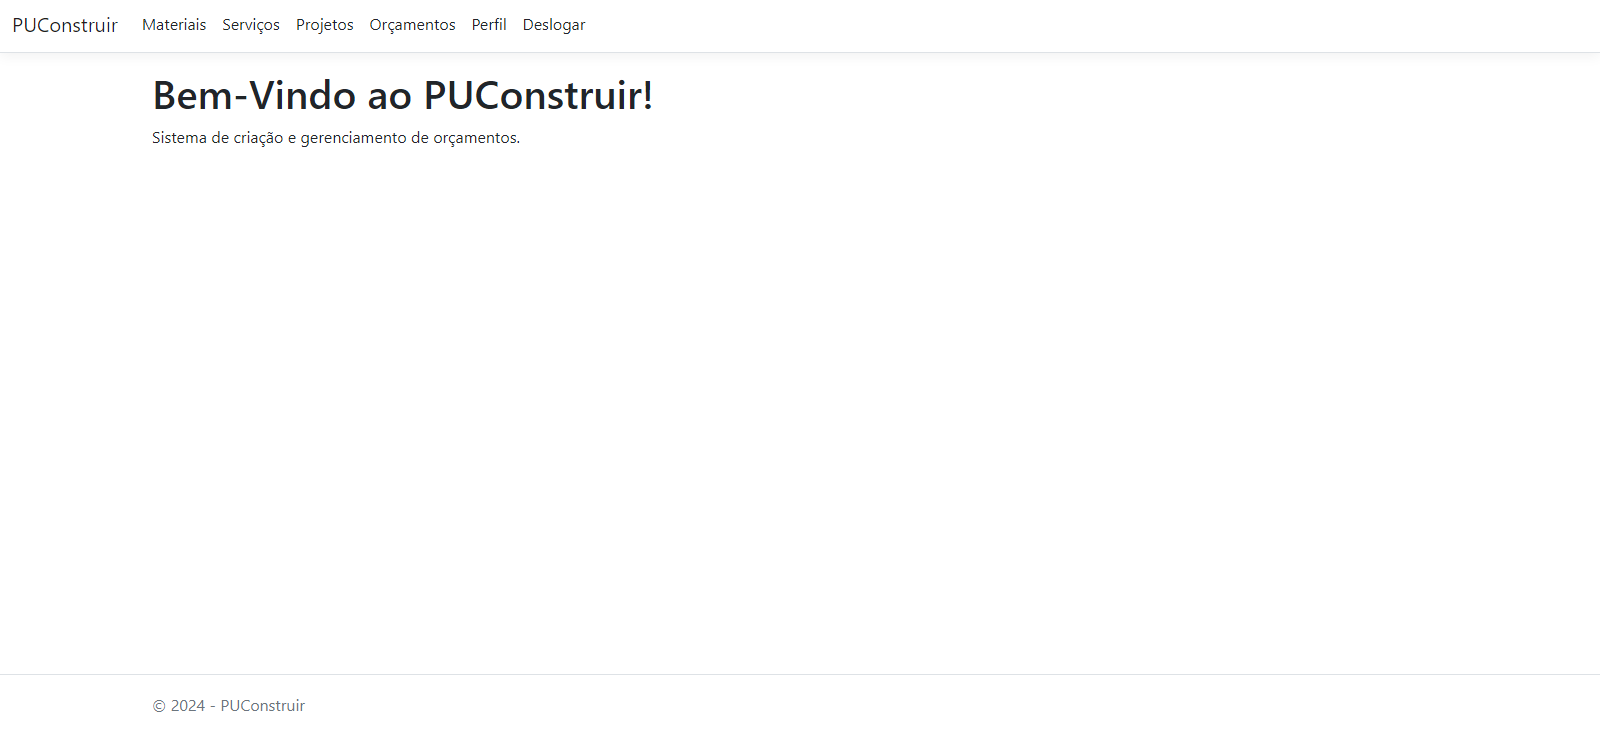 PUConstruir Materiais Serviços Projetos Orçamentos Perfil Deslogar
Bem-Vindo ao PUConstruir!
Sistema de criação e gerenciamento de orçamentos.
© 2024 - PUConstruir